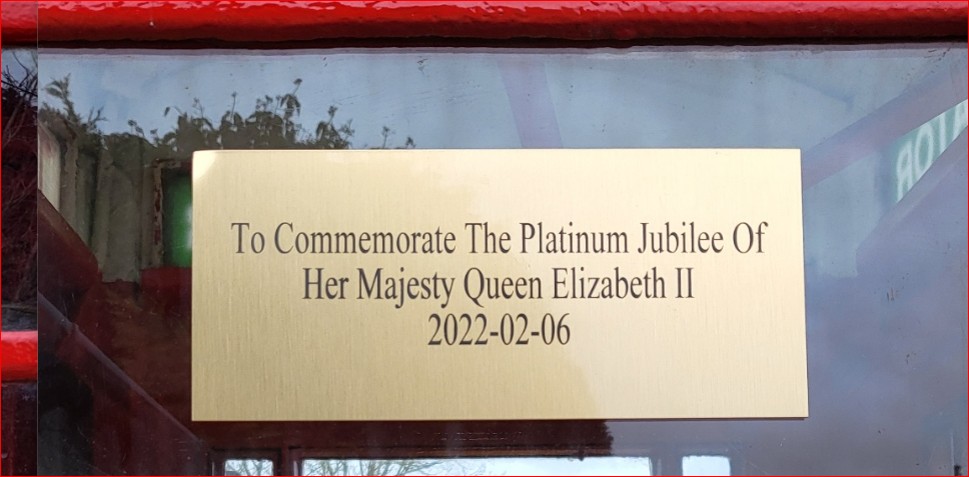 To Commemorate The Platinum Jubilee Of
Her Majesty Queen Elizabeth II
2022-02-06